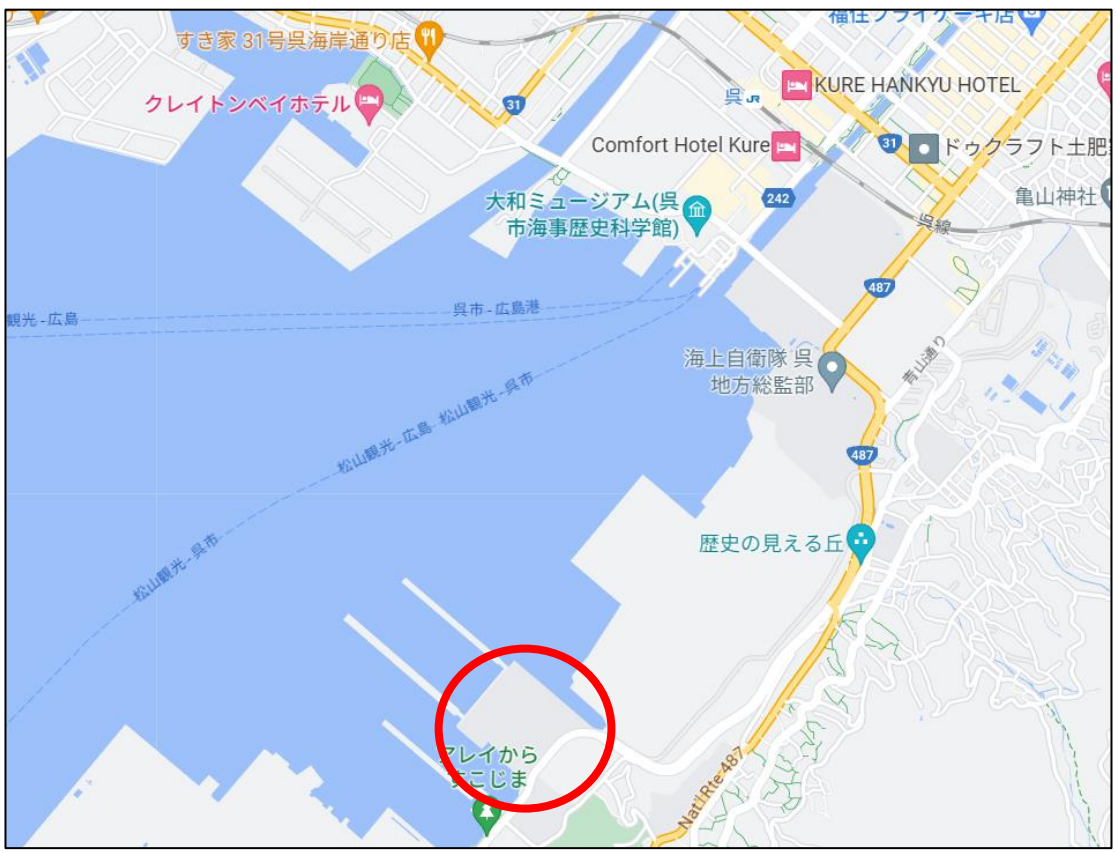 福住フライケーキ店
すき家 31号呉海岸通り店
KURE HANKYU HOTEL
呉 JR
クレイトンベイホテル
31
Comfort Hotel Kure
31
ドゥクラフト土肥
大和ミュージアム(呉
市海事歴史科学館)
242
亀山神社
呉線
487
観光-広島
呉市-広島港
青山通り
海上自衛隊 呉
地方総監部
松山観光-広島
松山観光-呉市
487
歴史の見える丘
松山観光-呉市
アレイから
すこじま
Nat'l Rte 487